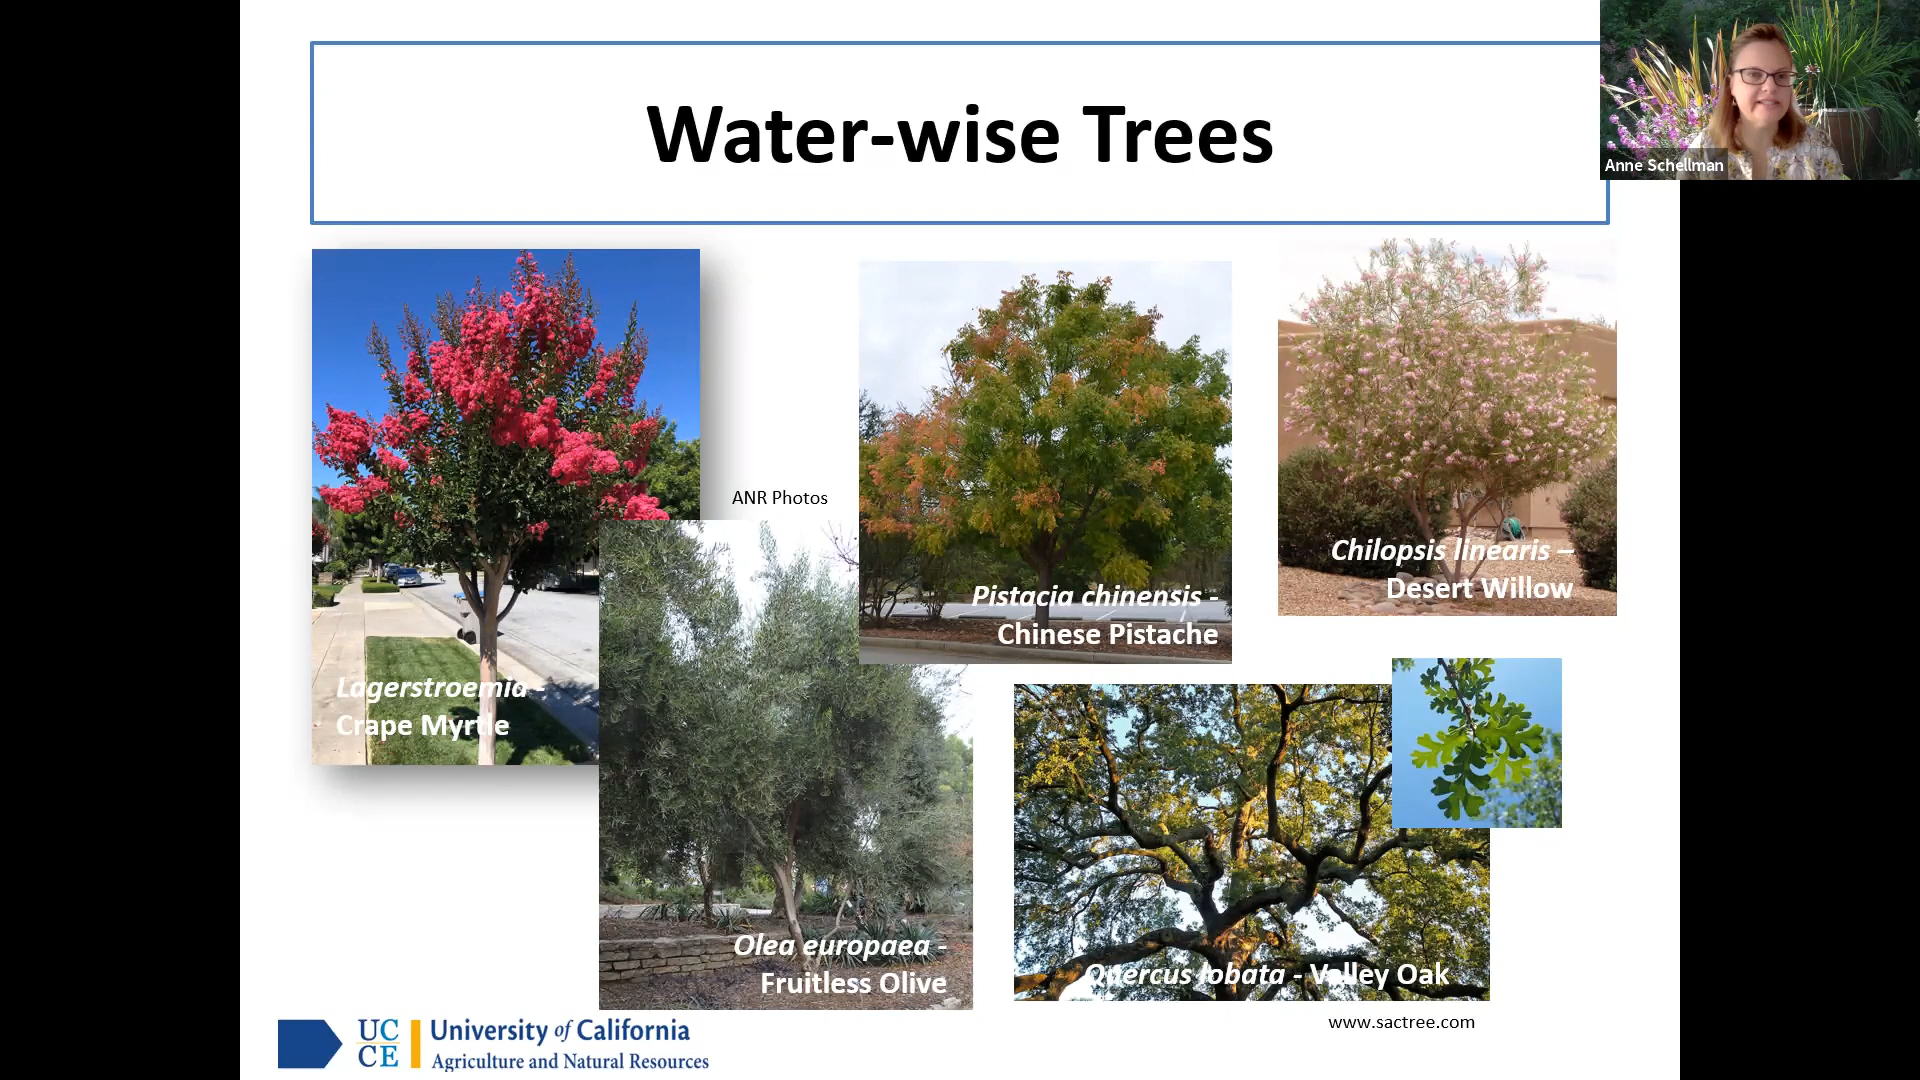 Water-wise Trees
Anne Schellman
ANR Photos
Lagerstroemia -
Crape Myrtle
Pistacia chinensis -
Chinese Pistache
Chilopsis linearis –
Desert Willow
Olea europaea -
Fruitless Olive
Quercus lobata - Valley Oak
www.sactree.com
UC
CE
University of California
Agriculture and Natural Resources